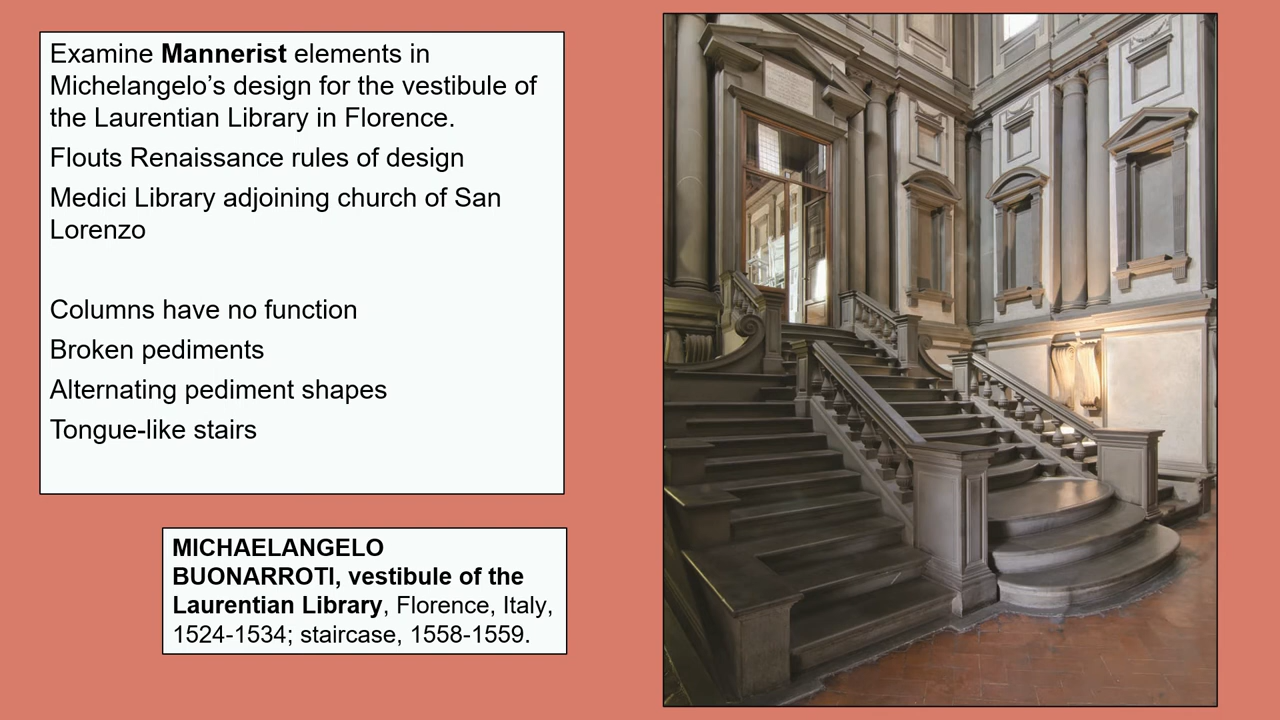 Examine Mannerist elements in
Michelangelo’s design for the vestibule of
the Laurentian Library in Florence.
Flouts Renaissance rules of design
Medici Library adjoining church of San
Lorenzo
Columns have no function
Broken pediments
Alternating pediment shapes
Tongue-like stairs
MICHAELANGELO
BUONARROTI, vestibule of the
Laurentian Library, Florence, Italy,
1524-1534; staircase, 1558-1559.